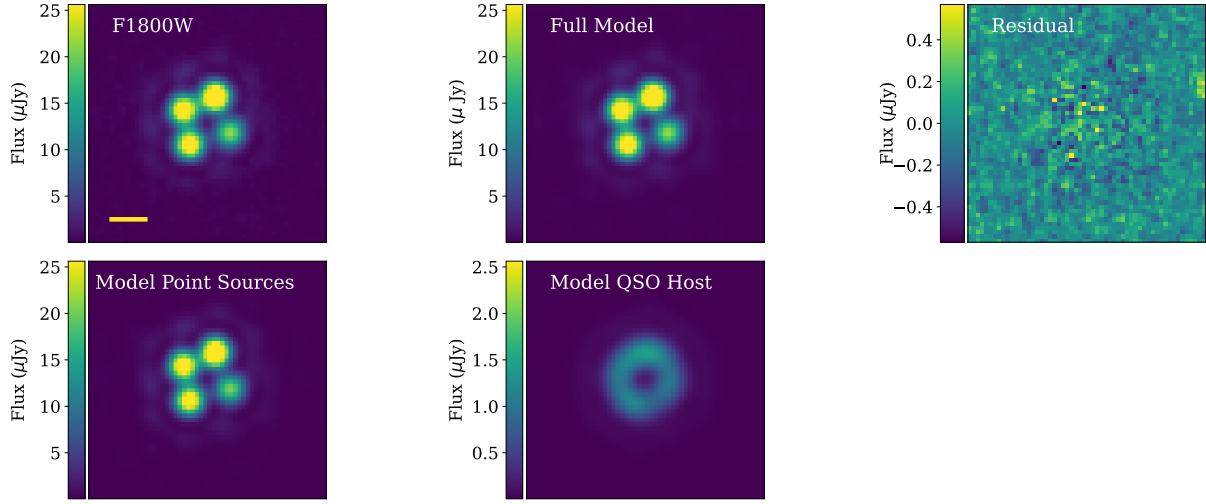 25
20
15
10
5
Flux (μJy)
F1800W
25
20
15
10
5
Flux (μ Jy)
Full Model
0.4
0.2
0.0
−0.2
−0.4
Flux (μJy)
Residual
25
20
15
10
5
Flux (μJy)
Model Point Sources
2.5
2.0
1.5
1.0
0.5
Flux (μJy)
Model QSO Host